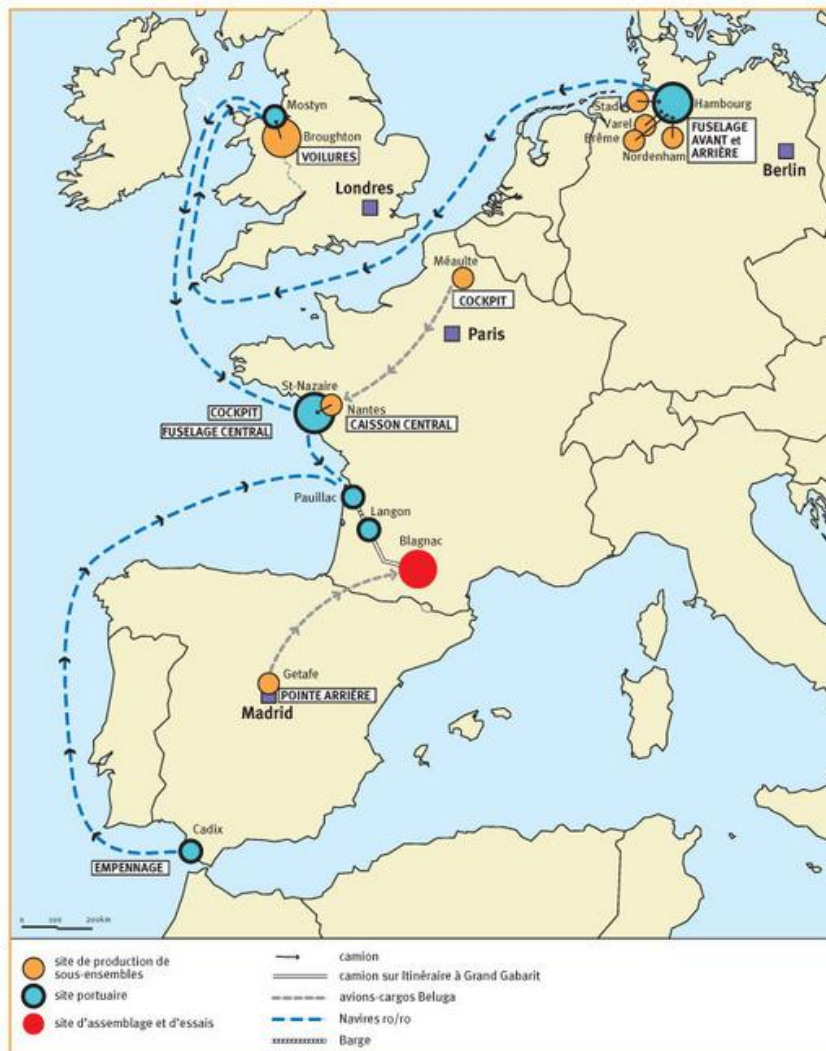 Mostyn
Broughton
VOILURES
Londres
Stade
Hambourg
Varel
Brême
Nordenham
FUSELAGE
AVANT et
ARRIÈRE
Berlin
Méaulte
COCKPIT
Paris
St-Nazaire
Nantes
COCKPIT
FUSELAGE CENTRAL
CAISSON CENTRAL
Pauillac
Langon
Blagnac
Getafe
POINTE ARRIÈRE
Madrid
Cadix
EMPENNAGE
0 100 200km
site de production de
sous-ensembles
site portuaire
site d'assemblage et d'essais
camion
camion sur Itinéraire à Grand Gabarit
avions-cargos Beluga
Navires ro/ro
Barge